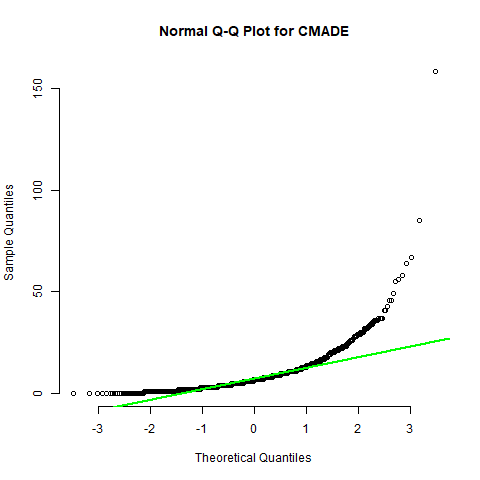 Normal Q-Q Plot for CMADE
150
100
50
0
Sample Quantiles
-3 -2 -1 0 1 2 3
Theoretical Quantiles